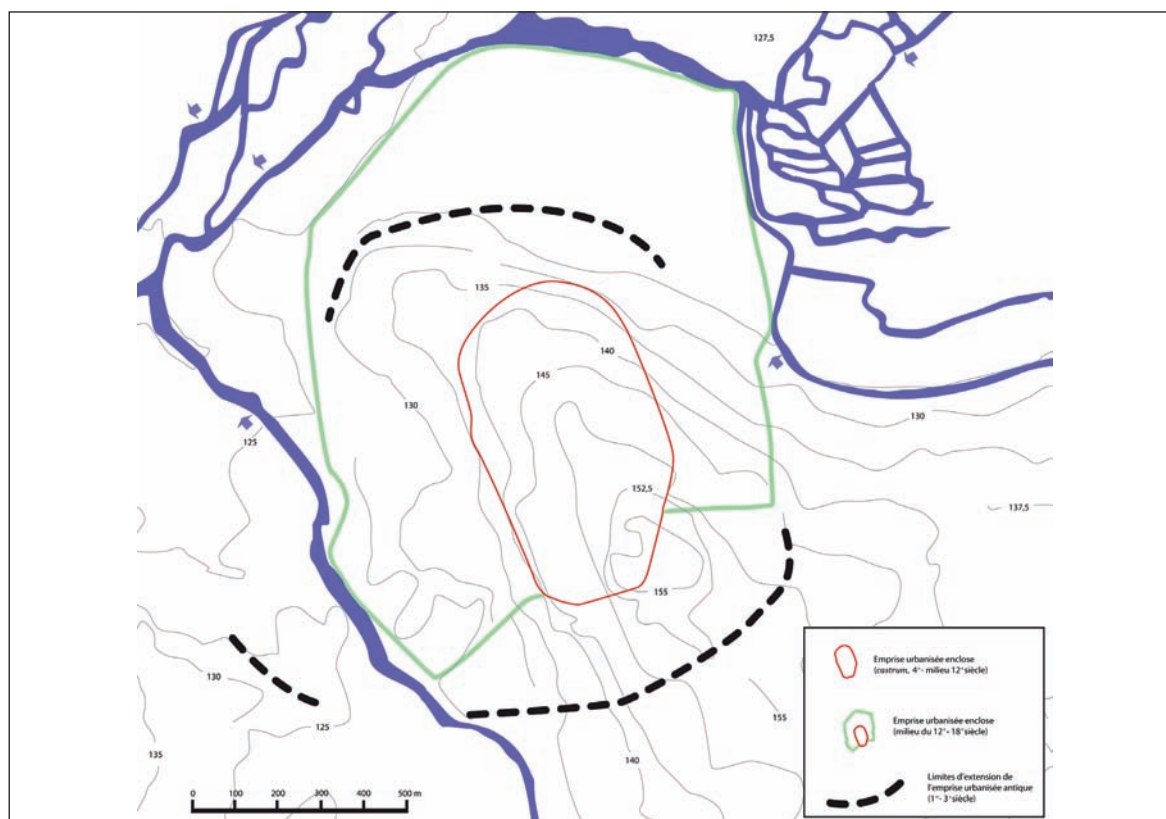 127,5
135
140
145
130
130
125
152,5
137,5
155
130
125
155
135
140
0 100 200 300 400 500 m
Emprise urbanisée enclose
(castrum, 4e- milieu 12e siècle)
Emprise urbanisée enclose
(milieu du 12e- 18e siècle)
Limites d'extension de
l'emprise urbanisée antique
(1er- 3e siècle)